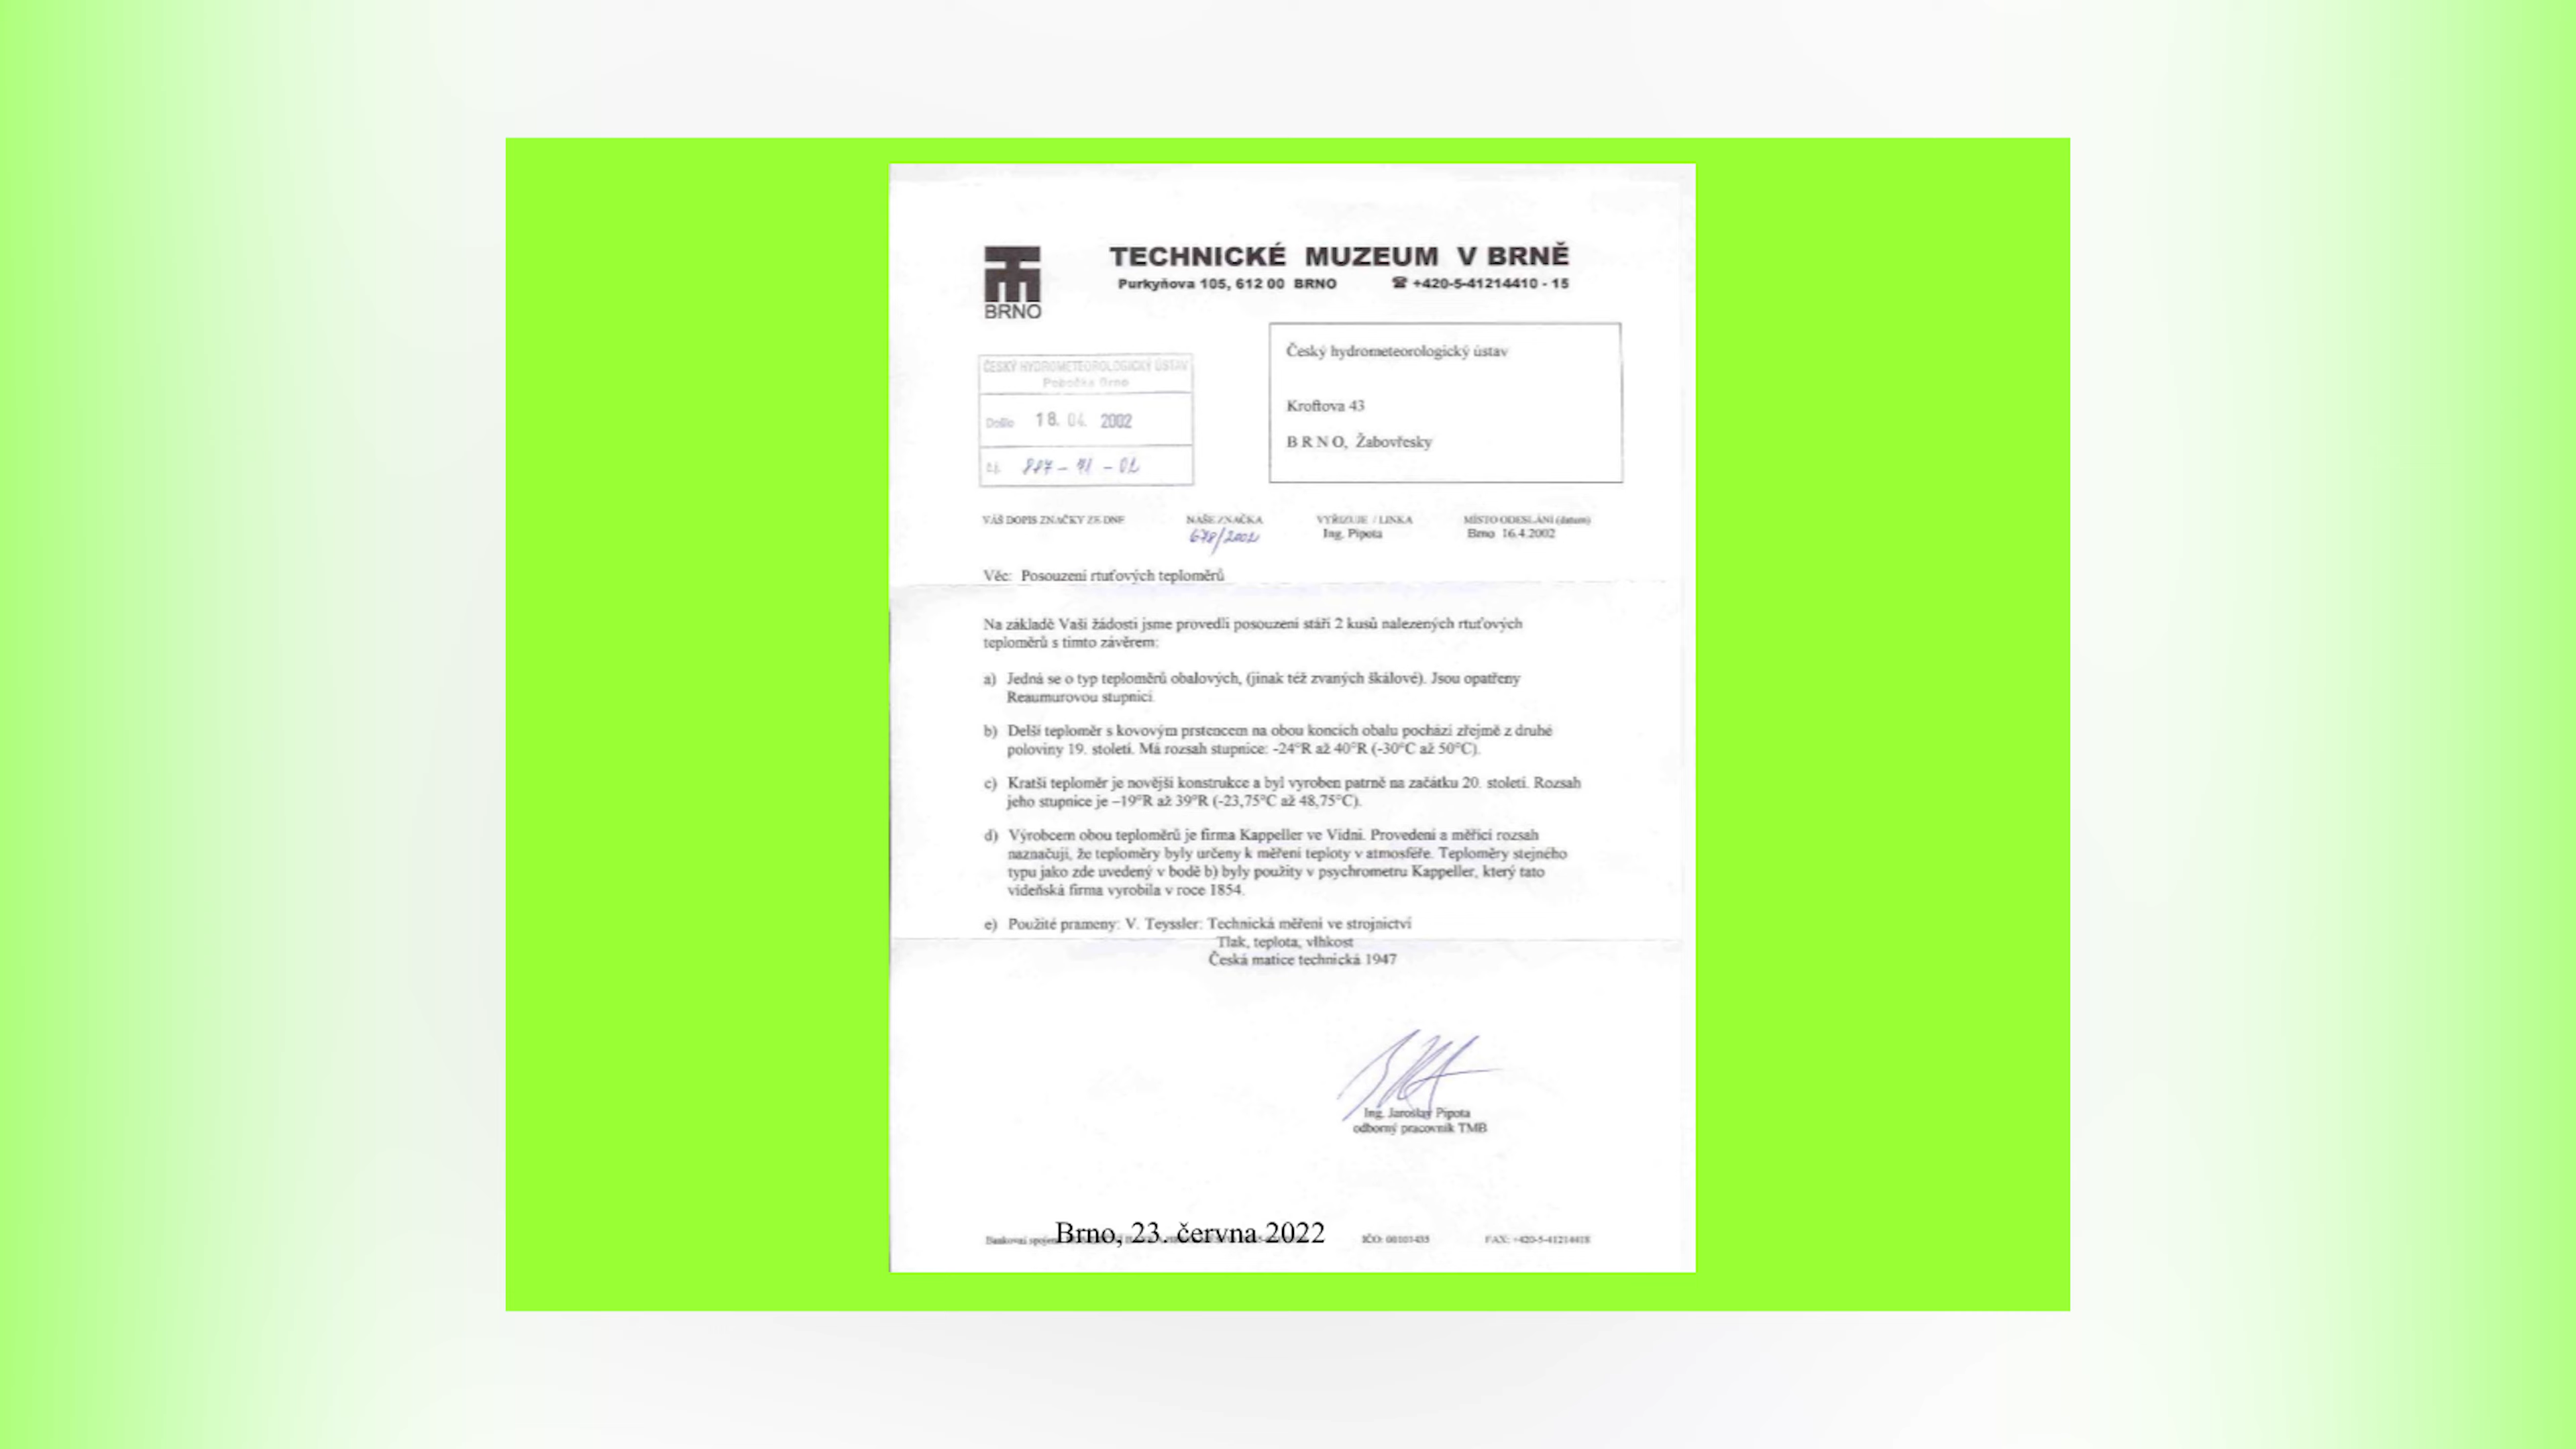 TECHNICKÉ MUZEUM V BRNĚ
Purkyňova 105, 612 00 BRNO ☎ +420-5-41214410 - 15
BRNO
Český hydrometeorologický ústav
Kroftova 43
B R N O, Žabovřesky
ČESKÝ HYDROMETEOROLOGICKÝ ÚSTAV
Pobočka Brno
Došlo 18. 04. 2002
č.j.
VÁŠ DOPIS ZNAČKY ZE DNE NAŠE ZNAČKA VYŘIZUJE / LINKA MÍSTO ODESLÁNÍ (datum)
678/2002 Ing. Pipota Brno 16.4.2002
Věc: Posouzení rtuťových teploměrů
Na základě Vaší žádosti jsme provedli posouzení stáří 2 kusů nalezených rtuťových
teploměrů s tímto závěrem:
a) Jedná se o typ teploměrů obalových, (jinak též zvaných škálové). Jsou opatřeny
Reaumurovou stupnicí.
b) Delší teploměr s kovovým prstencem na obou koncích obalu pochází zřejmě z druhé
poloviny 19. století. Má rozsah stupnice: -24°R až 40°R (-30°C až 50°C).
c) Kratší teploměr je novější konstrukce a byl vyroben patrně na začátku 20. století. Rozsah
jeho stupnice je –19°R až 39°R (-23,75°C až 48,75°C).
d) Výrobcem obou teploměrů je firma Kappeller ve Vídni. Provedení a měřící rozsah
naznačují, že teploměry byly určeny k měření teploty v atmosféře. Teploměry stejného
typu jako zde uvedený v bodě b) byly použity v psychrometru Kappeller, který tato
vídeňská firma vyrobila v roce 1854.
e) Použité prameny: V. Teyssler: Technická měření ve strojnictví
Tlak, teplota, vlhkost
Česká matice technická 1947
Ing. Jaroslav Pipota
odborný pracovník TMB
Brno, 23. června 2022
Bankovní IČO: 00101435 FAX: +420-5-41214418